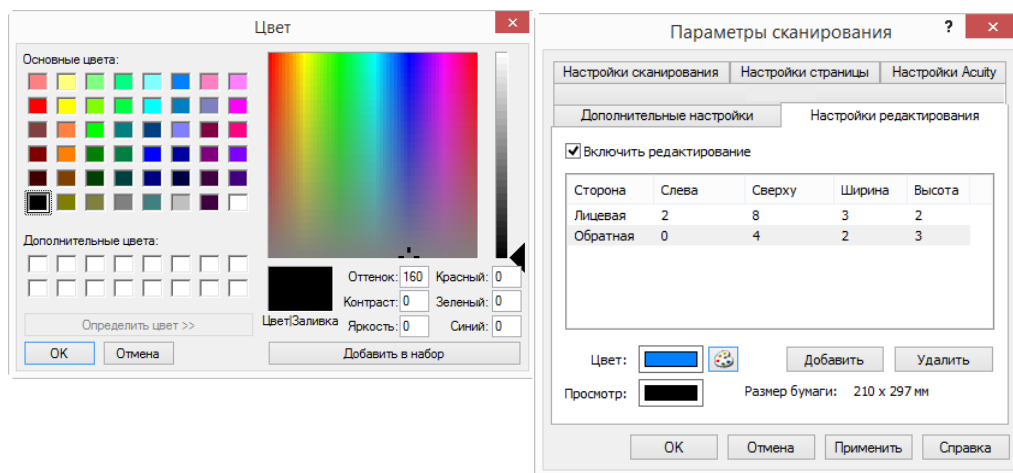 Цвет
Основные цвета:
Дополнительные цвета:
Определить цвет >>
OK Отмена
Цвет|Заливка
Оттенок: 160 Красный: 0
Контраст: 0 Зеленый: 0
Яркость: 0 Синий: 0
Добавить в набор
Параметры сканирования ?
Настройки сканирования Настройки страницы Настройки Acuity
Дополнительные настройки Настройки редактирования
Включить редактирование
Сторона Слева Сверху Ширина Высота
Лицевая 2 8 3 2
Обратная 0 4 2 3
Цвет: Добавить Удалить
Просмотр: Размер бумаги: 210 x 297 мм
OK Отмена Применить Справка